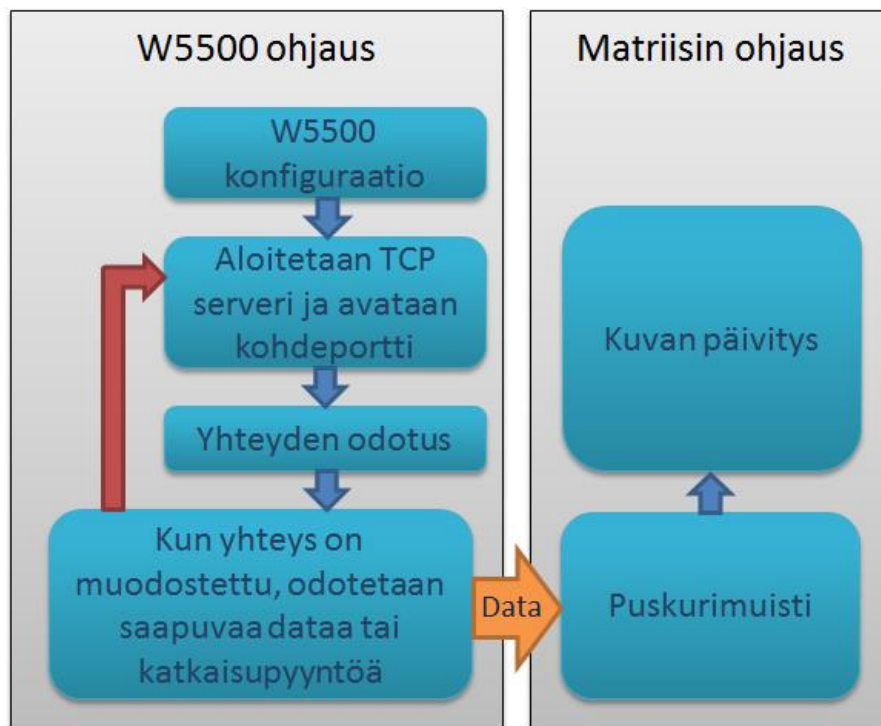 W5500 ohjaus
W5500
konfiguraatio
Aloitetaan TCP
serveri ja avataan
kohdeportti
Yhteyden odotus
Kun yhteys on
muodostettu, odotetaan
saapuvaa dataa tai
katkaisupyyntöä
Data
Matriisin ohjaus
Kuvan päivitys
Puskurimuisti